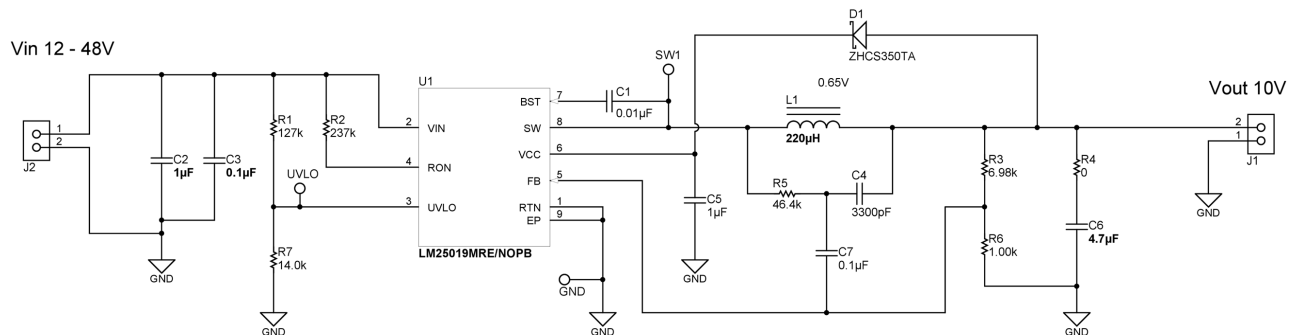 D1
ZHCS350TA
SW1
0.65V
Vin 12 - 48V
U1
Vout 10V
BST
7
C1
0.01µF
L1
220µH
R1
127k
R2
237k
2
VIN
SW
8
2
1
J1
1
2
J2
VCC
6
C2
1µF
C3
0.1µF
4
RON
R3
6.98k
R4
0
UVLO
FB
5
R5
46.4k
C4
3300pF
C5
1µF
3
UVLO
RTN
1
EP
9
GND
C6
4.7µF
R6
1.00k
LM25019MRE/NOPB
R7
14.0k
C7
0.1µF
GND
GND
GND
GND
GND
GND